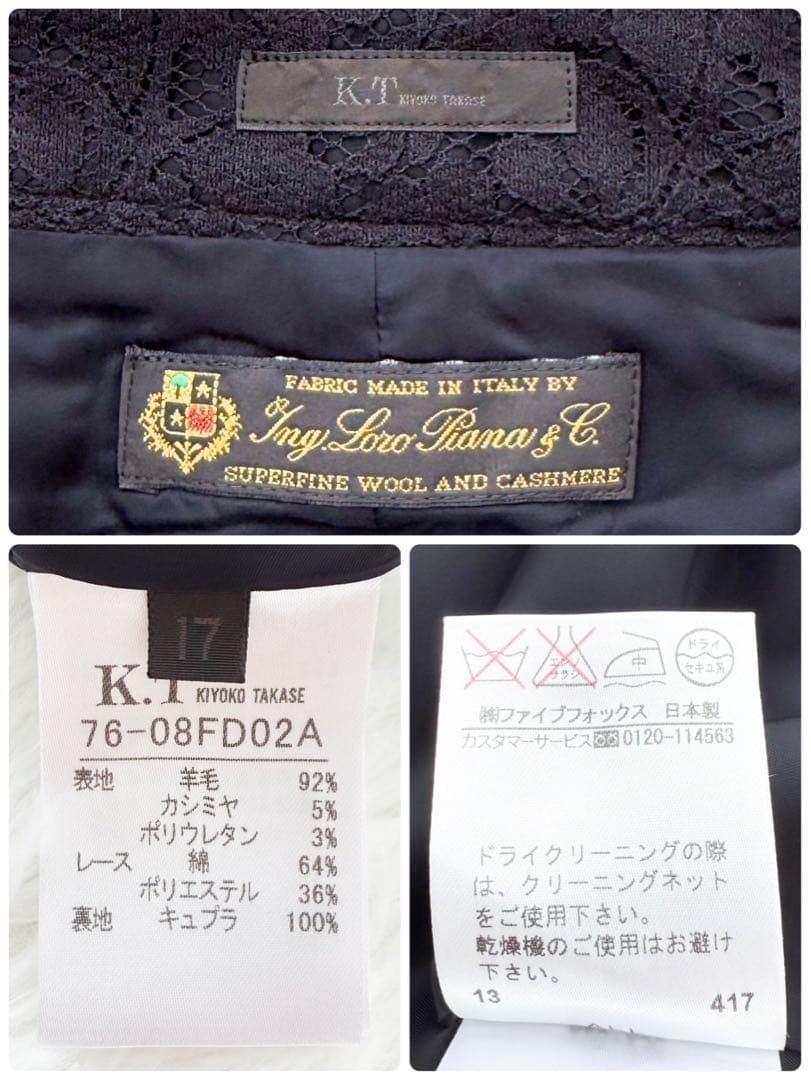 K.T KIYOKO TAKASE
FABRIC MADE IN ITALY BY
Ing. Loro Piana & C.
SUPERFINE WOOL AND CASHMERE
17
K.T KIYOKO TAKASE
76-08FD02A
表地 羊毛 92%
カシミヤ 5%
ポリウレタン 3%
レース 綿 64%
ポリエステル 36%
裏地 キュプラ 100%
エンソ
サラシ
中
ドライ
セキユ系
㈱ファイブフォックス 日本製
カスタマーサービス 0120-114563
ドライクリーニングの際
は、クリーニングネット
をご使用下さい。
乾燥機のご使用はお避け
下さい。
13 417